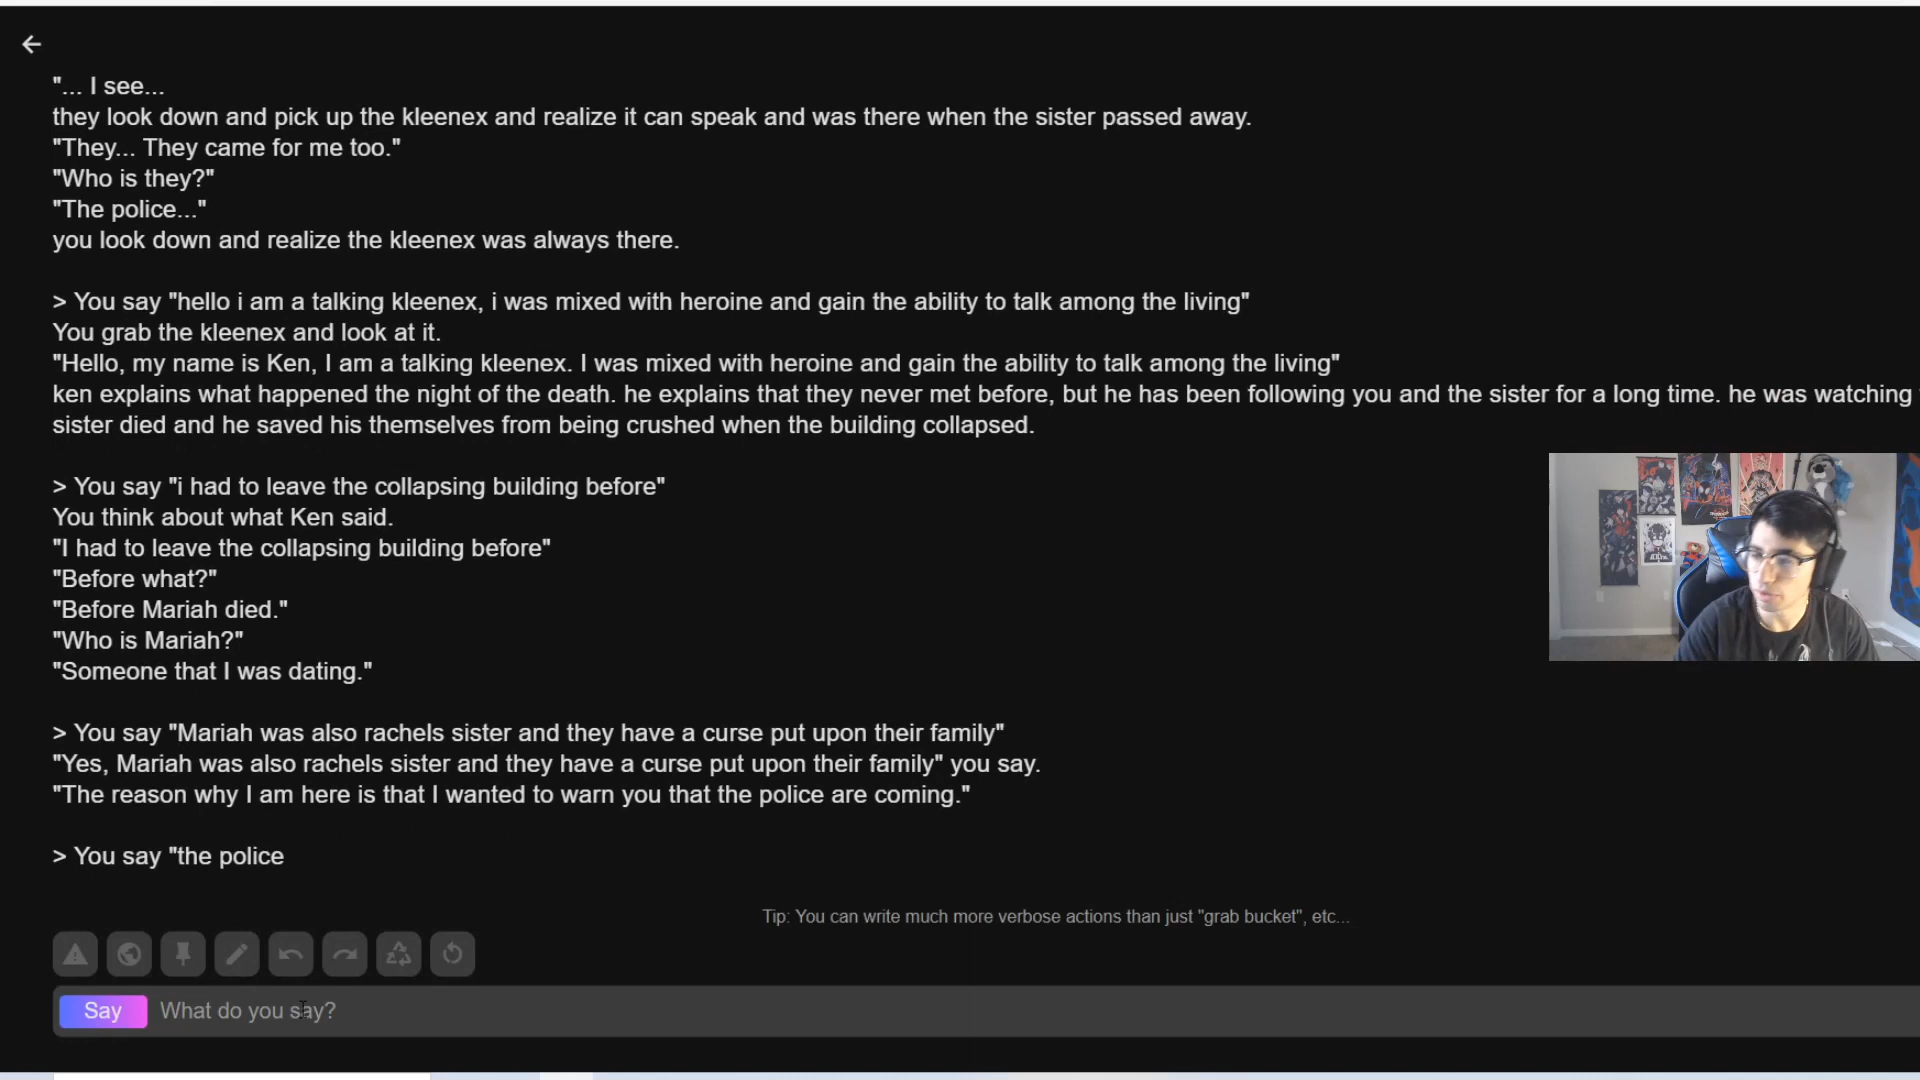 "... I see...
they look down and pick up the kleenex and realize it can speak and was there when the sister passed away.
"They... They came for me too."
"Who is they?"
"The police..."
you look down and realize the kleenex was always there.
> You say "hello i am a talking kleenex, i was mixed with heroine and gain the ability to talk among the living"
You grab the kleenex and look at it.
"Hello, my name is Ken, I am a talking kleenex. I was mixed with heroine and gain the ability to talk among the living"
ken explains what happened the night of the death. he explains that they never met before, but he has been following you and the sister for a long time. he was watching
sister died and he saved his themselves from being crushed when the building collapsed.
> You say "i had to leave the collapsing building before"
You think about what Ken said.
"I had to leave the collapsing building before"
"Before what?"
"Before Mariah died."
"Who is Mariah?"
"Someone that I was dating."
> You say "Mariah was also rachels sister and they have a curse put upon their family"
"Yes, Mariah was also rachels sister and they have a curse put upon their family" you say.
"The reason why I am here is that I wanted to warn you that the police are coming."
> You say "the police
Tip: You can write much more verbose actions than just "grab bucket", etc...
Say What do you say?